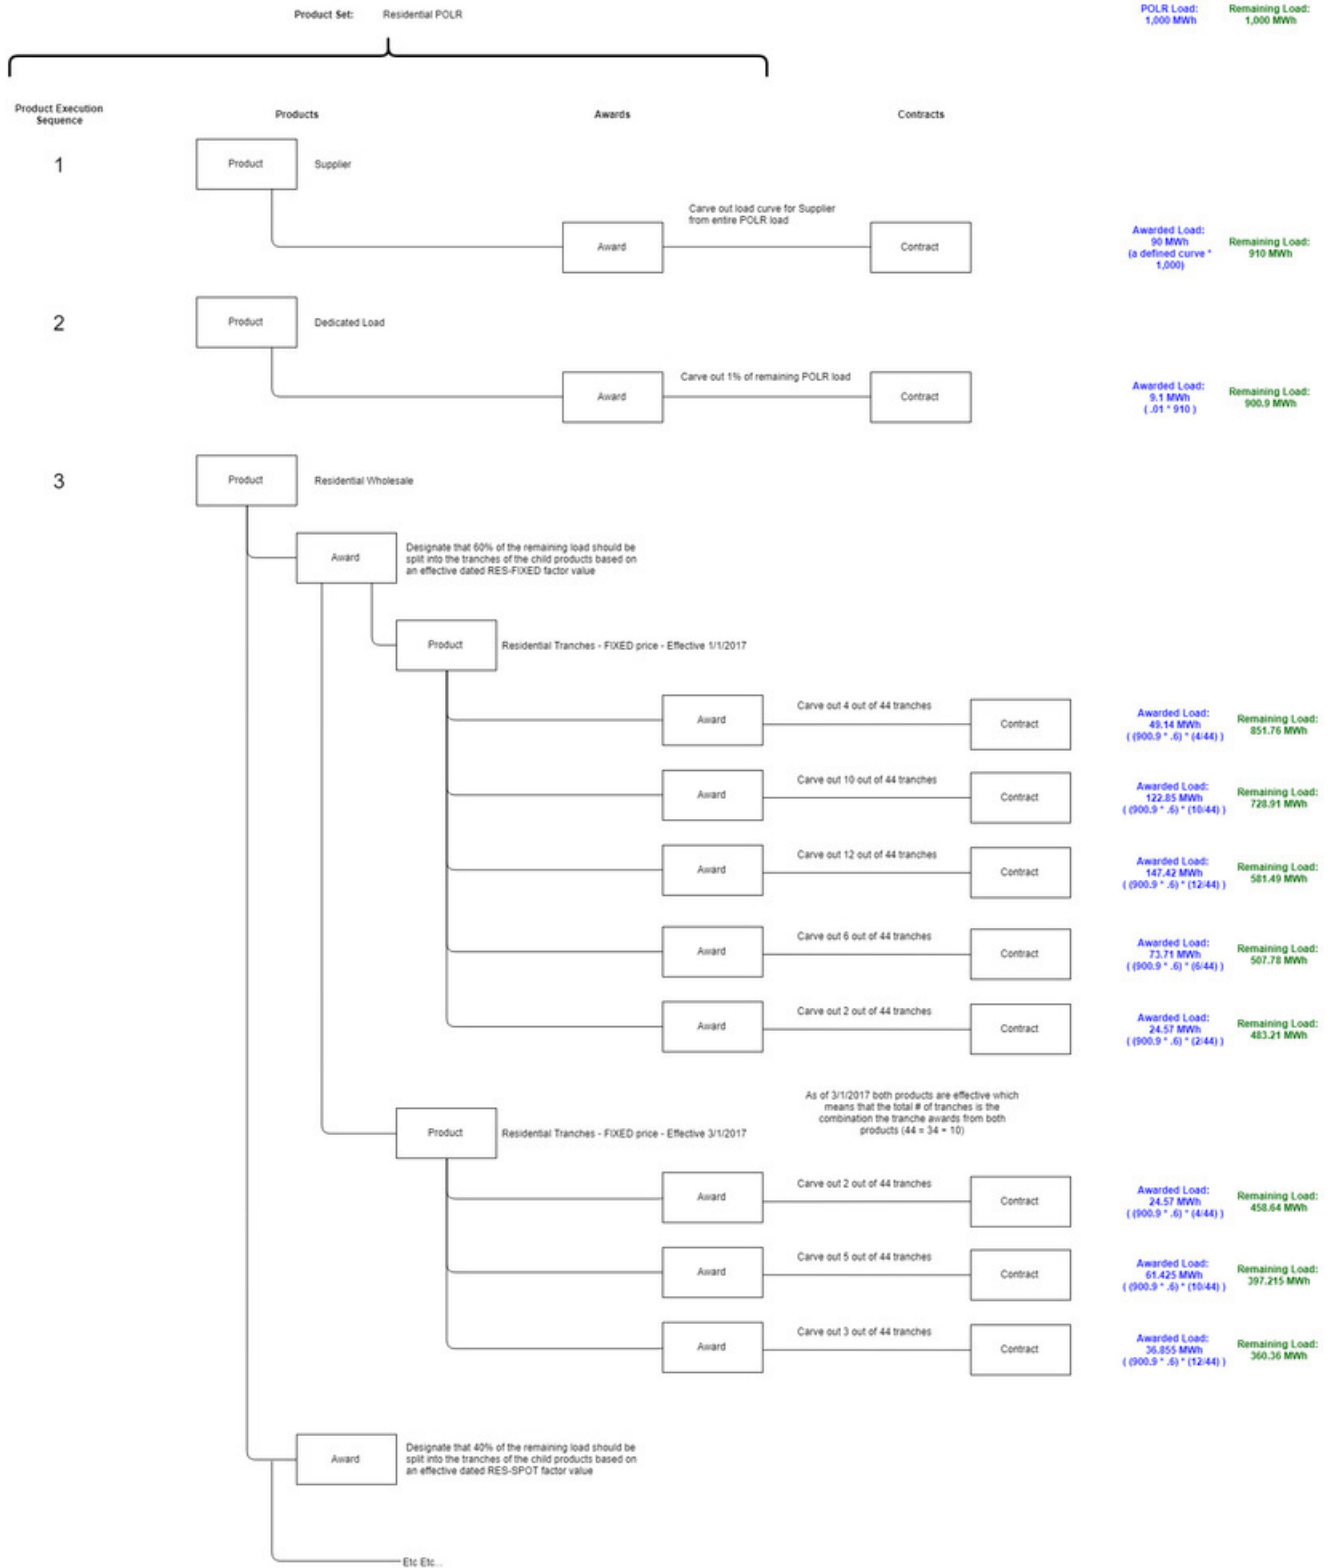 Product Set: Residential POLR
POLR Load:
1,000 MWh
Remaining Load:
1,000 MWh
Product Execution
Sequence
Products
Awards
Contracts
1
Product
Supplier
Carve out load curve for Supplier
from entire POLR load
Award
Contract
Awarded Load:
90 MWh
(a defined curve *
1,000)
Remaining Load:
910 MWh
2
Product
Dedicated Load
Carve out 1% of remaining POLR load
Award
Contract
Awarded Load:
9.1 MWh
( .01 * 910 )
Remaining Load:
900.9 MWh
3
Product
Residential Wholesale
Award
Designate that 60% of the remaining load should be
split into the tranches of the child products based on
an effective dated RES-FIXED factor value
Product
Residential Tranches - FIXED price - Effective 1/1/2017
Award
Carve out 4 out of 44 tranches
Contract
Awarded Load:
49.14 MWh
( (900.9 * .6) * (4/44) )
Remaining Load:
851.76 MWh
Award
Carve out 10 out of 44 tranches
Contract
Awarded Load:
122.85 MWh
( (900.9 * .6) * (10/44) )
Remaining Load:
728.91 MWh
Award
Carve out 12 out of 44 tranches
Contract
Awarded Load:
147.42 MWh
( (900.9 * .6) * (12/44) )
Remaining Load:
581.49 MWh
Award
Carve out 6 out of 44 tranches
Contract
Awarded Load:
73.71 MWh
( (900.9 * .6) * (6/44) )
Remaining Load:
507.78 MWh
Award
Carve out 2 out of 44 tranches
Contract
Awarded Load:
24.57 MWh
( (900.9 * .6) * (2/44) )
Remaining Load:
483.21 MWh
As of 3/1/2017 both products are effective which
means that the total # of tranches is the
combination the tranche awards from both
products (44 = 34 + 10)
Product
Residential Tranches - FIXED price - Effective 3/1/2017
Award
Carve out 2 out of 44 tranches
Contract
Awarded Load:
24.57 MWh
( (900.9 * .6) * (4/44) )
Remaining Load:
458.64 MWh
Award
Carve out 5 out of 44 tranches
Contract
Awarded Load:
61.425 MWh
( (900.9 * .6) * (10/44) )
Remaining Load:
397.215 MWh
Award
Carve out 3 out of 44 tranches
Contract
Awarded Load:
36.855 MWh
( (900.9 * .6) * (12/44) )
Remaining Load:
360.36 MWh
Award
Designate that 40% of the remaining load should be
split into the tranches of the child products based on
an effective dated RES-SPOT factor value
Etc Etc...